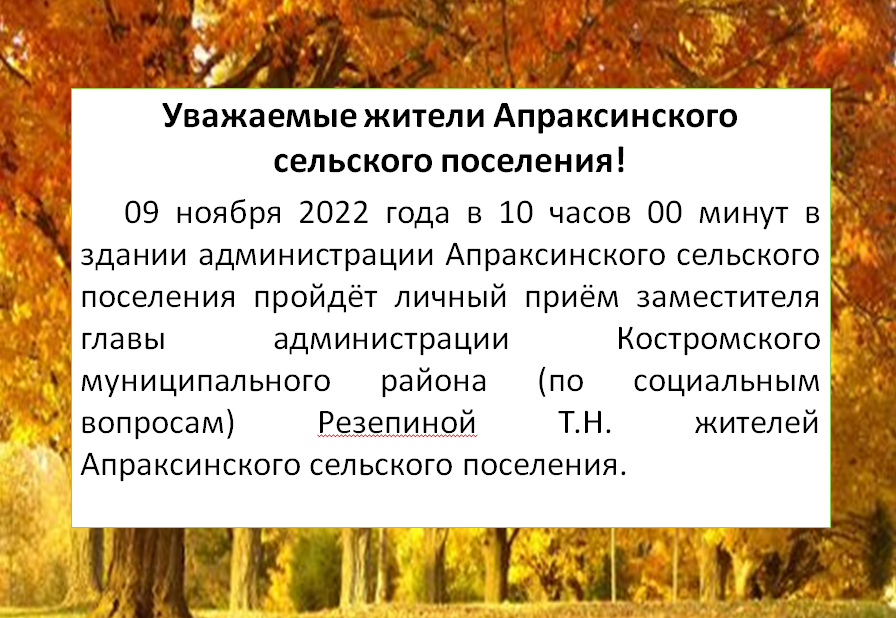 Уважаемые жители Апраксинского
сельского поселения!
09 ноября 2022 года в 10 часов 00 минут в
здании администрации Апраксинского сельского
поселения пройдёт личный приём заместителя
главы администрации Костромского
муниципального района (по социальным
вопросам) Резепиной Т.Н. жителей
Апраксинского сельского поселения.